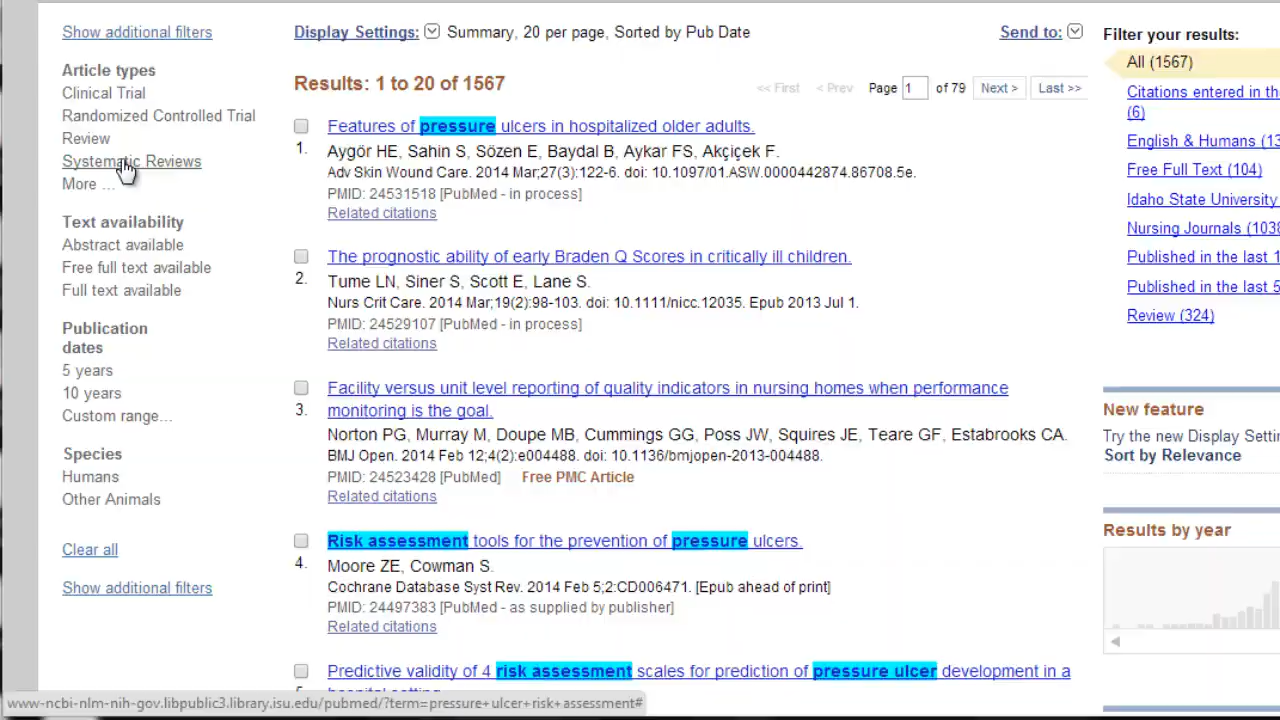 Show additional filters
Article types
Clinical Trial
Randomized Controlled Trial
Review
Systematic Reviews
More ...
Text availability
Abstract available
Free full text available
Full text available
Publication
dates
5 years
10 years
Custom range...
Species
Humans
Other Animals
Clear all
Show additional filters
Display Settings: Summary, 20 per page, Sorted by Pub Date
Send to:
Results: 1 to 20 of 1567
<< First < Prev Page 1 of 79 Next > Last >>
Features of pressure ulcers in hospitalized older adults.
1. Aygör HE, Sahin S, Sözen E, Baydal B, Aykar FS, Akçiçek F.
Adv Skin Wound Care. 2014 Mar;27(3):122-6. doi: 10.1097/01.ASW.0000442874.86708.5e.
PMID: 24531518 [PubMed - in process]
Related citations
The prognostic ability of early Braden Q Scores in critically ill children.
2. Tume LN, Siner S, Scott E, Lane S.
Nurs Crit Care. 2014 Mar;19(2):98-103. doi: 10.1111/nicc.12035. Epub 2013 Jul 1.
PMID: 24529107 [PubMed - in process]
Related citations
Facility versus unit level reporting of quality indicators in nursing homes when performance
3. monitoring is the goal.
Norton PG, Murray M, Doupe MB, Cummings GG, Poss JW, Squires JE, Teare GF, Estabrooks CA.
BMJ Open. 2014 Feb 12;4(2):e004488. doi: 10.1136/bmjopen-2013-004488.
PMID: 24523428 [PubMed] Free PMC Article
Related citations
Risk assessment tools for the prevention of pressure ulcers.
4. Moore ZE, Cowman S.
Cochrane Database Syst Rev. 2014 Feb 5;2:CD006471. [Epub ahead of print]
PMID: 24497383 [PubMed - as supplied by publisher]
Related citations
Predictive validity of 4 risk assessment scales for prediction of pressure ulcer development in a
Filter your results:
All (1567)
Citations entered in th
(6)
English & Humans (13
Free Full Text (104)
Idaho State University
Nursing Journals (1038
Published in the last 1
Published in the last 5
Review (324)
New feature
Try the new Display Setti
Sort by Relevance
Results by year
www-ncbi-nlm-nih-gov.libpublic3.library.isu.edu/pubmed/?term=pressure+ulcer+risk+assessment#